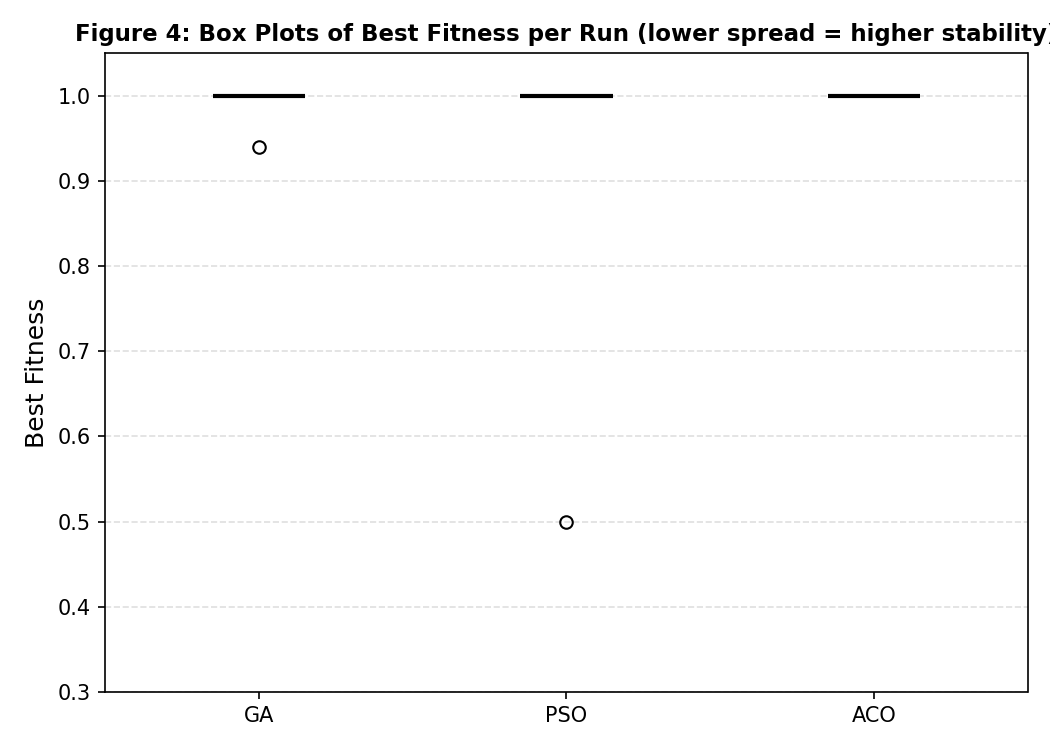 Figure 4: Box Plots of Best Fitness per Run (lower spread = higher stability)
Best Fitness
1.0
0.9
0.8
0.7
0.6
0.5
0.4
0.3
GA PSO ACO